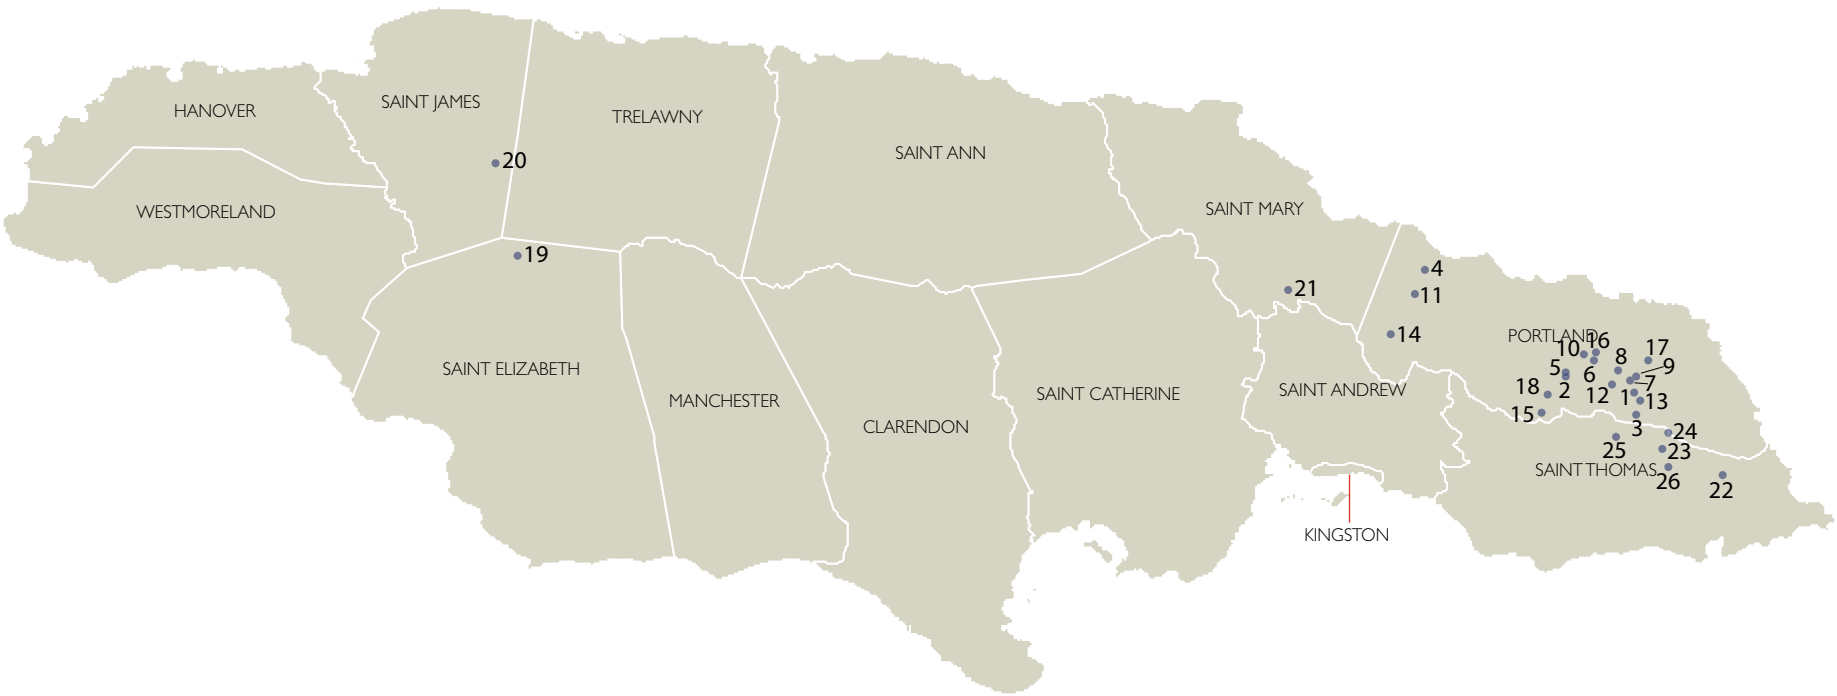 SAINT JAMES
HANOVER
TRELAWNY
SAINT ANN
20
WESTMORELAND
SAINT MARY
19
4
21
11
14
PORTLAND
16
10
8
17
5
6
9
SAINT ELIZABETH
18
2
12
1
7
SAINT ANDREW
SAINT CATHERINE
MANCHESTER
13
15
CLARENDON
3
24
25
23
SAINT THOMAS
26
22
KINGSTON